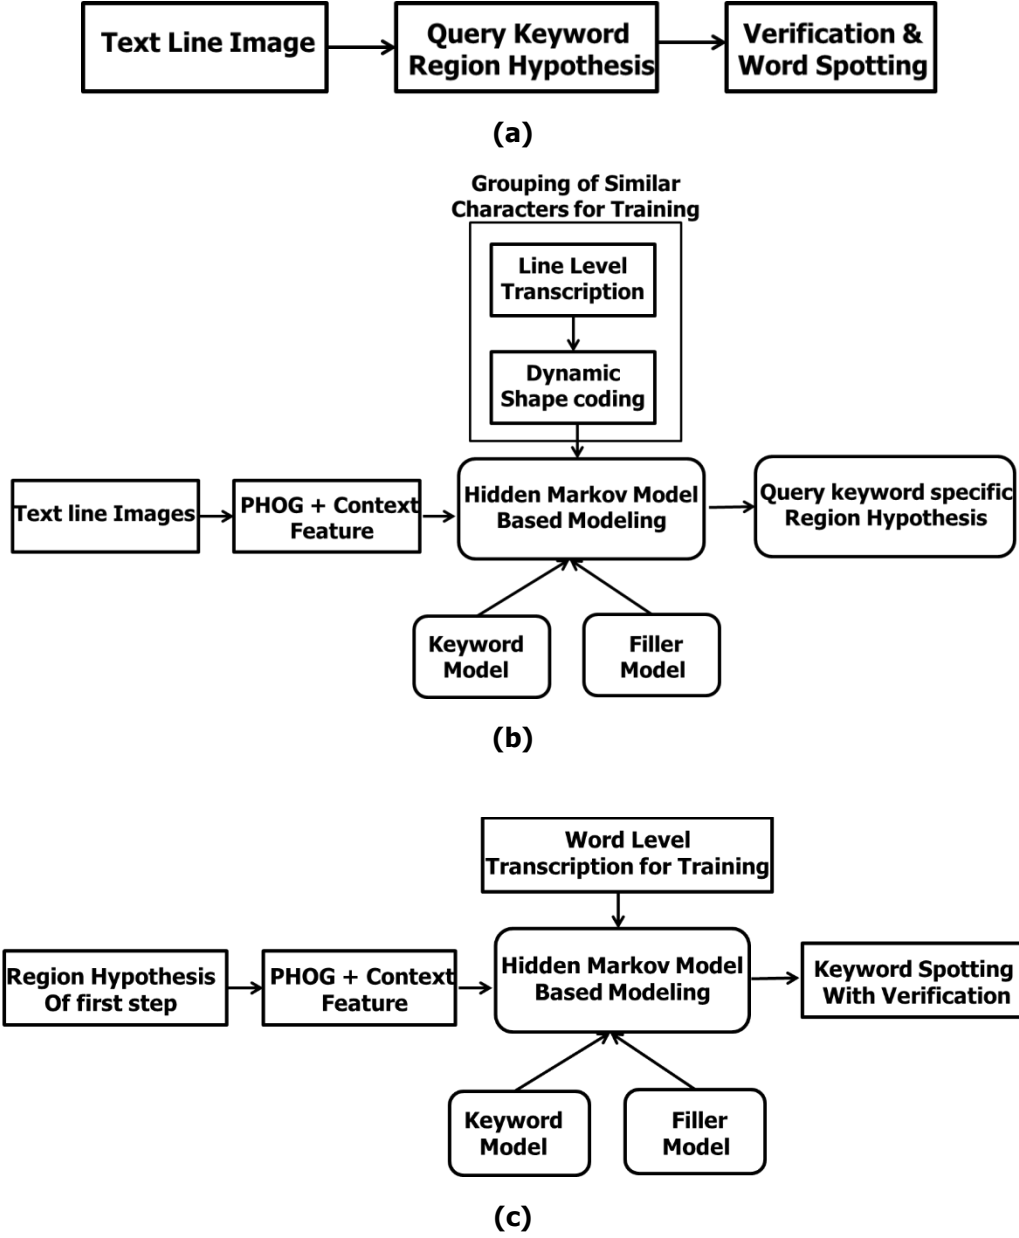 Text Line Image
Query Keyword
Region Hypothesis
Verification &
Word Spotting
(a)
Grouping of Similar
Characters for Training
Line Level
Transcription
Dynamic
Shape coding
Text line Images
PHOG + Context
Feature
Hidden Markov Model
Based Modeling
Query keyword specific
Region Hypothesis
Keyword
Model
Filler
Model
(b)
Word Level
Transcription for Training
Region Hypothesis
Of first step
PHOG + Context
Feature
Hidden Markov Model
Based Modeling
Keyword Spotting
With Verification
Keyword
Model
Filler
Model
(c)